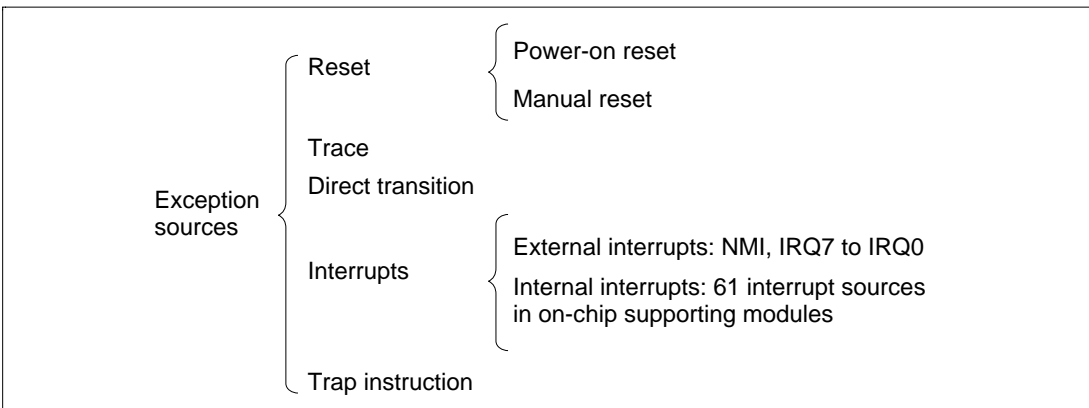 Exception
sources
Reset
Power-on reset
Manual reset
Trace
Direct transition
Interrupts
External interrupts: NMI, IRQ7 to IRQ0
Internal interrupts: 61 interrupt sources
in on-chip supporting modules
Trap instruction